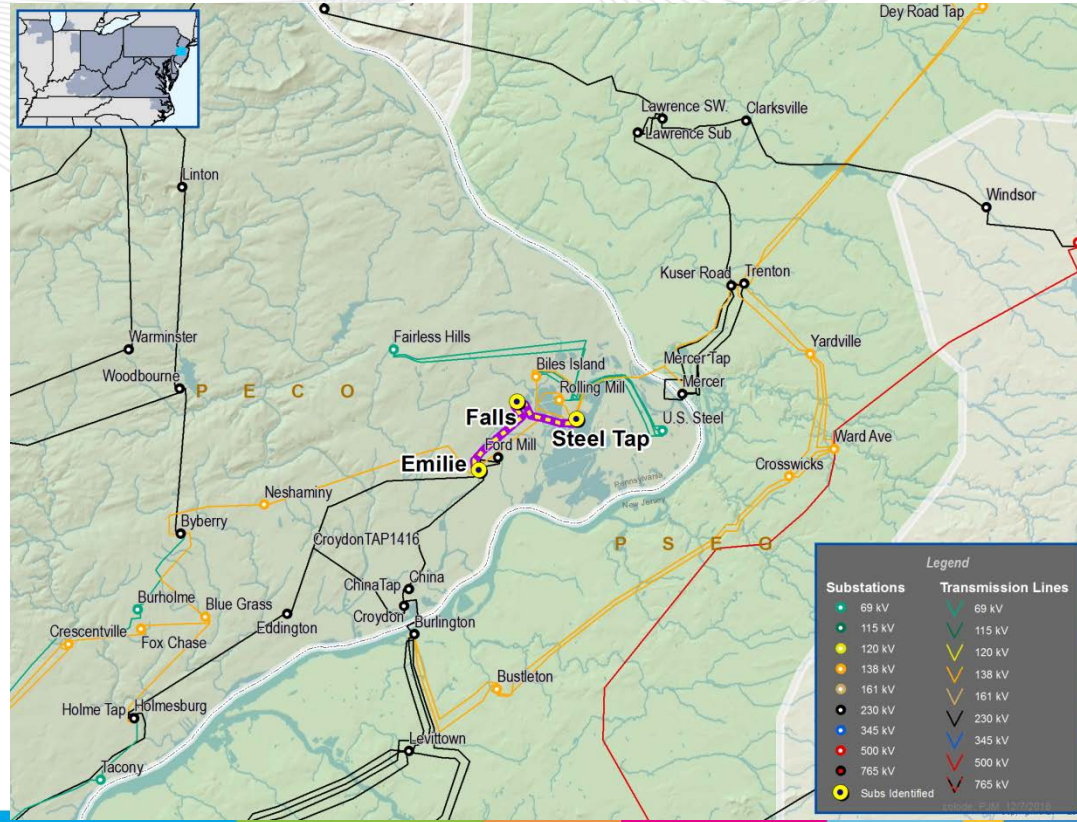 Dey Road Tap
Lawrence SW.
Clarksville
Lawrence Sub
Linton
Windsor
Kuser Road
Trenton
Warminster
Fairless Hills
Yardville
Woodbourne
Biles Island
Mercer Tap
P E C O
Rolling Mill
Mercer
Falls
U.S. Steel
Steel Tap
Ford Mill
Ward Ave
Emilie
Crosswicks
Pennsylvania
New Jersey
Neshaminy
Byberry
CroydonTAP1416
P S E G
ChinaTap
China
Burholme
Blue Grass
Croydon
Eddington
Burlington
Crescentville
Fox Chase
Bustleton
Holme Tap
Holmesburg
Levittown
Tacony
Legend
Substations
Transmission Lines
69 kV
69 kV
115 kV
115 kV
120 kV
120 kV
138 kV
138 kV
161 kV
161 kV
230 kV
230 kV
345 kV
345 kV
500 kV
500 kV
765 kV
765 kV
Subs Identified